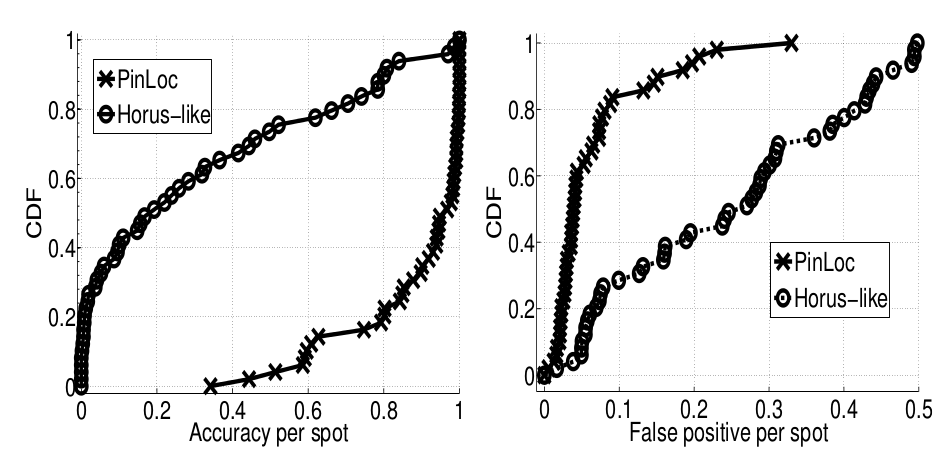 1
0.8
0.6
0.4
0.2
0
CDF
PinLoc
Horus-like
0 0.2 0.4 0.6 0.8 1
Accuracy per spot
1
0.8
0.6
0.4
0.2
0
CDF
PinLoc
Horus-like
0 0.1 0.2 0.3 0.4 0.5
False positive per spot